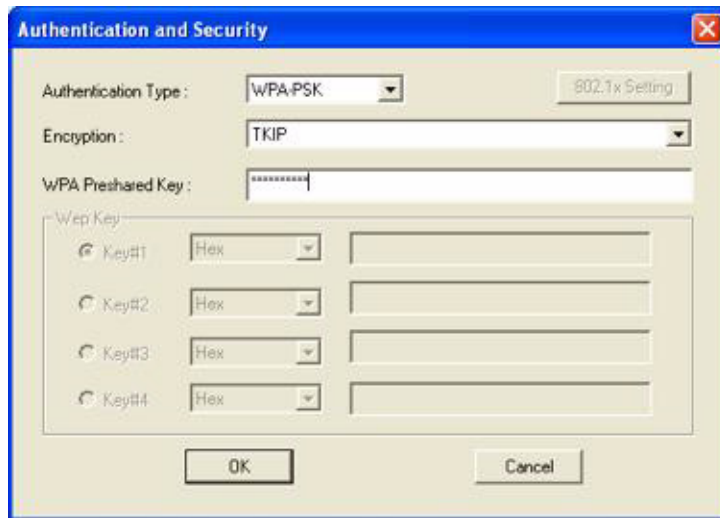 Authentication and Security
Authentication Type : WPA-PSK 802.1x Setting
Encryption : TKIP
WPA Preshared Key : **********
Wep Key
Key#1 Hex
Key#2 Hex
Key#3 Hex
Key#4 Hex
OK Cancel